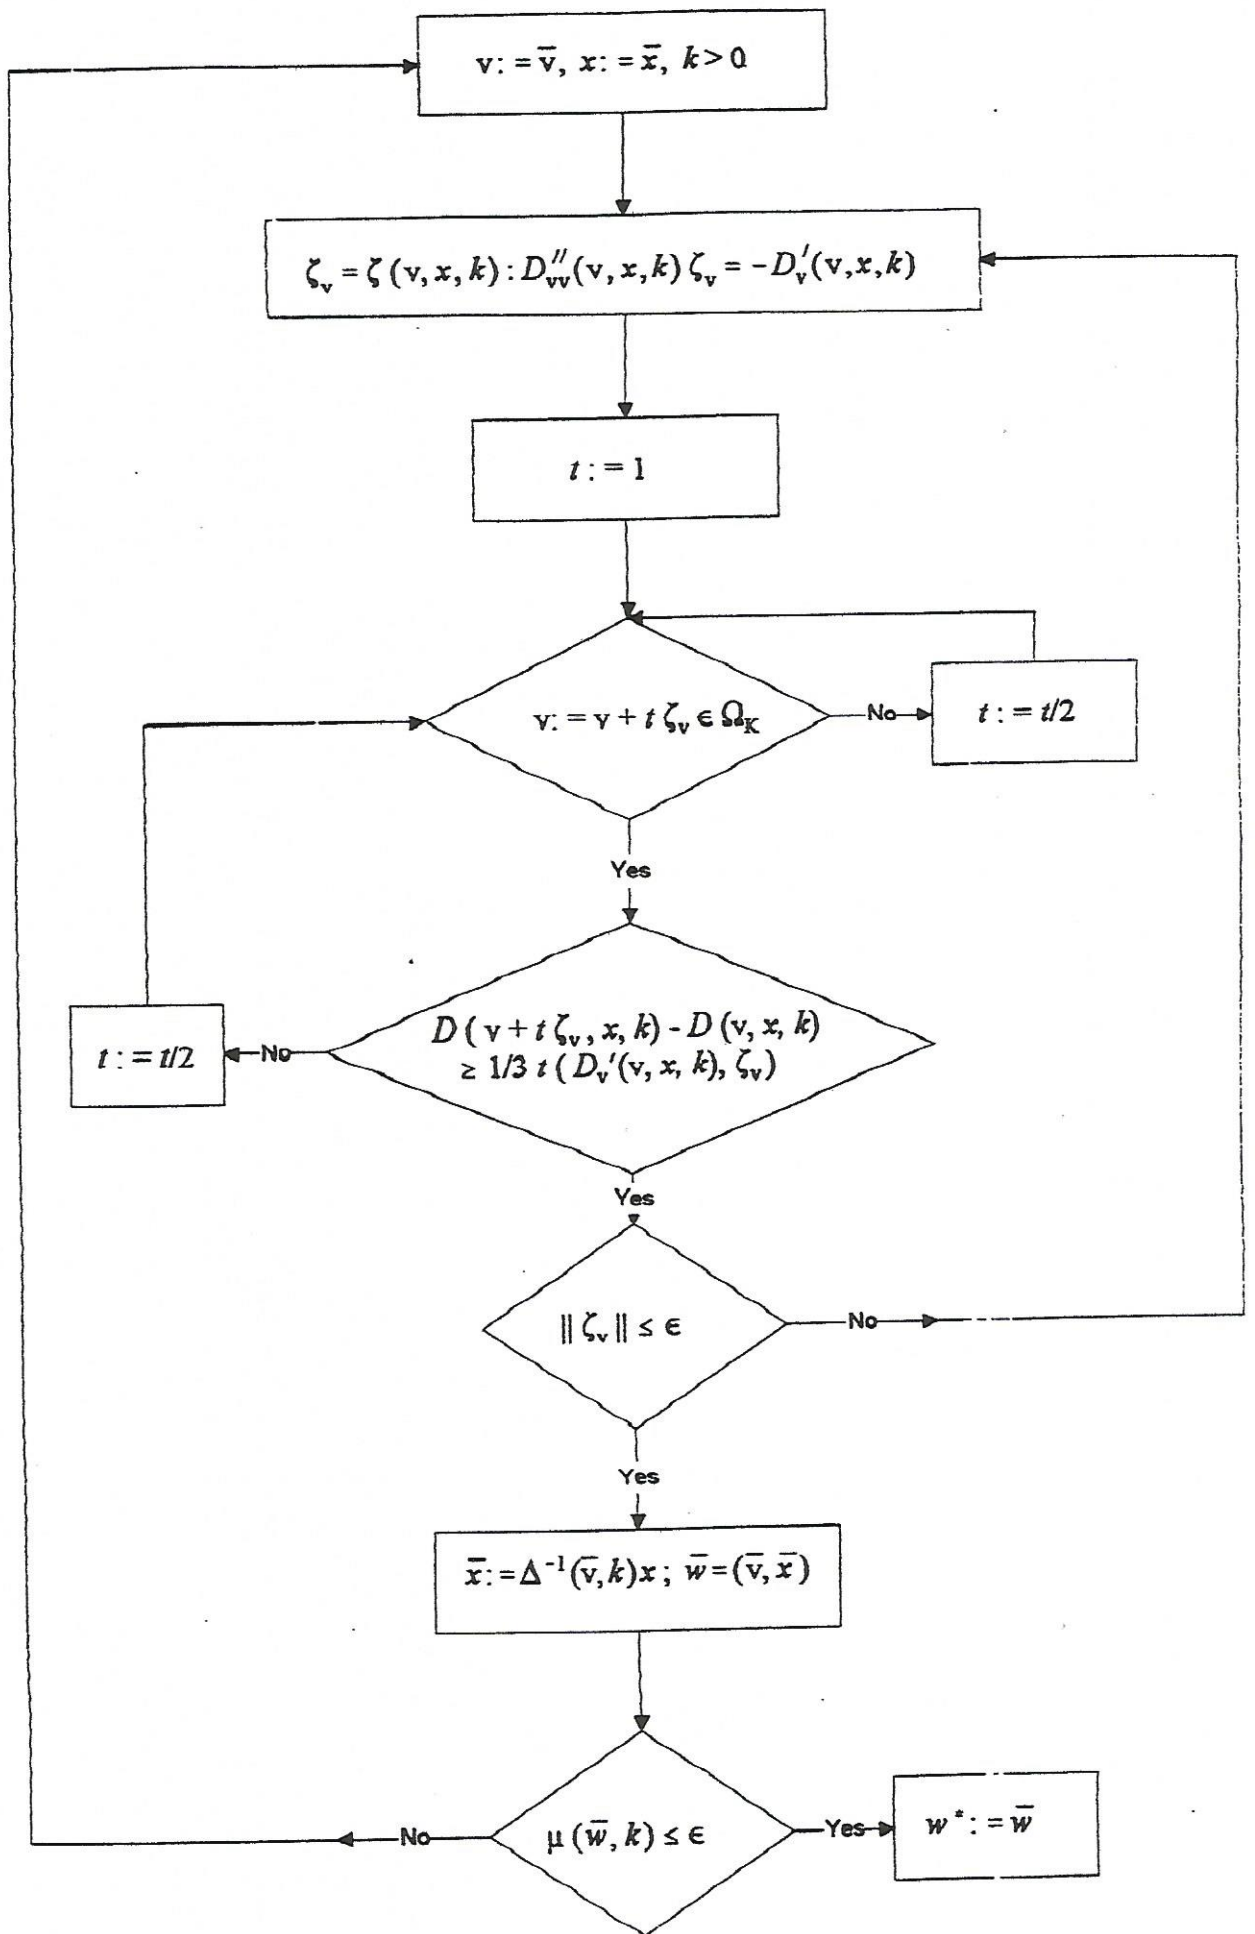 v: = v̄, x: = x̄, k > 0
ζ_v = ζ (v, x, k) : D''_vv (v, x, k) ζ_v = -D'_v (v,x,k)
t : = 1
v: = v + t ζ_v ϵ Ω_K
No
t : = t/2
Yes
D ( v + t ζ_v, x, k) - D (v, x, k)
≥ 1/3 t ( D_v'(v, x, k), ζ_v)
No
t : = t/2
Yes
|| ζ_v || ≤ ϵ
No
Yes
x̄: = Δ⁻¹(v̄, k)x ; w̄ = (v̄, x̄)
μ (w̄, k) ≤ ϵ
No
Yes
w* : = w̄